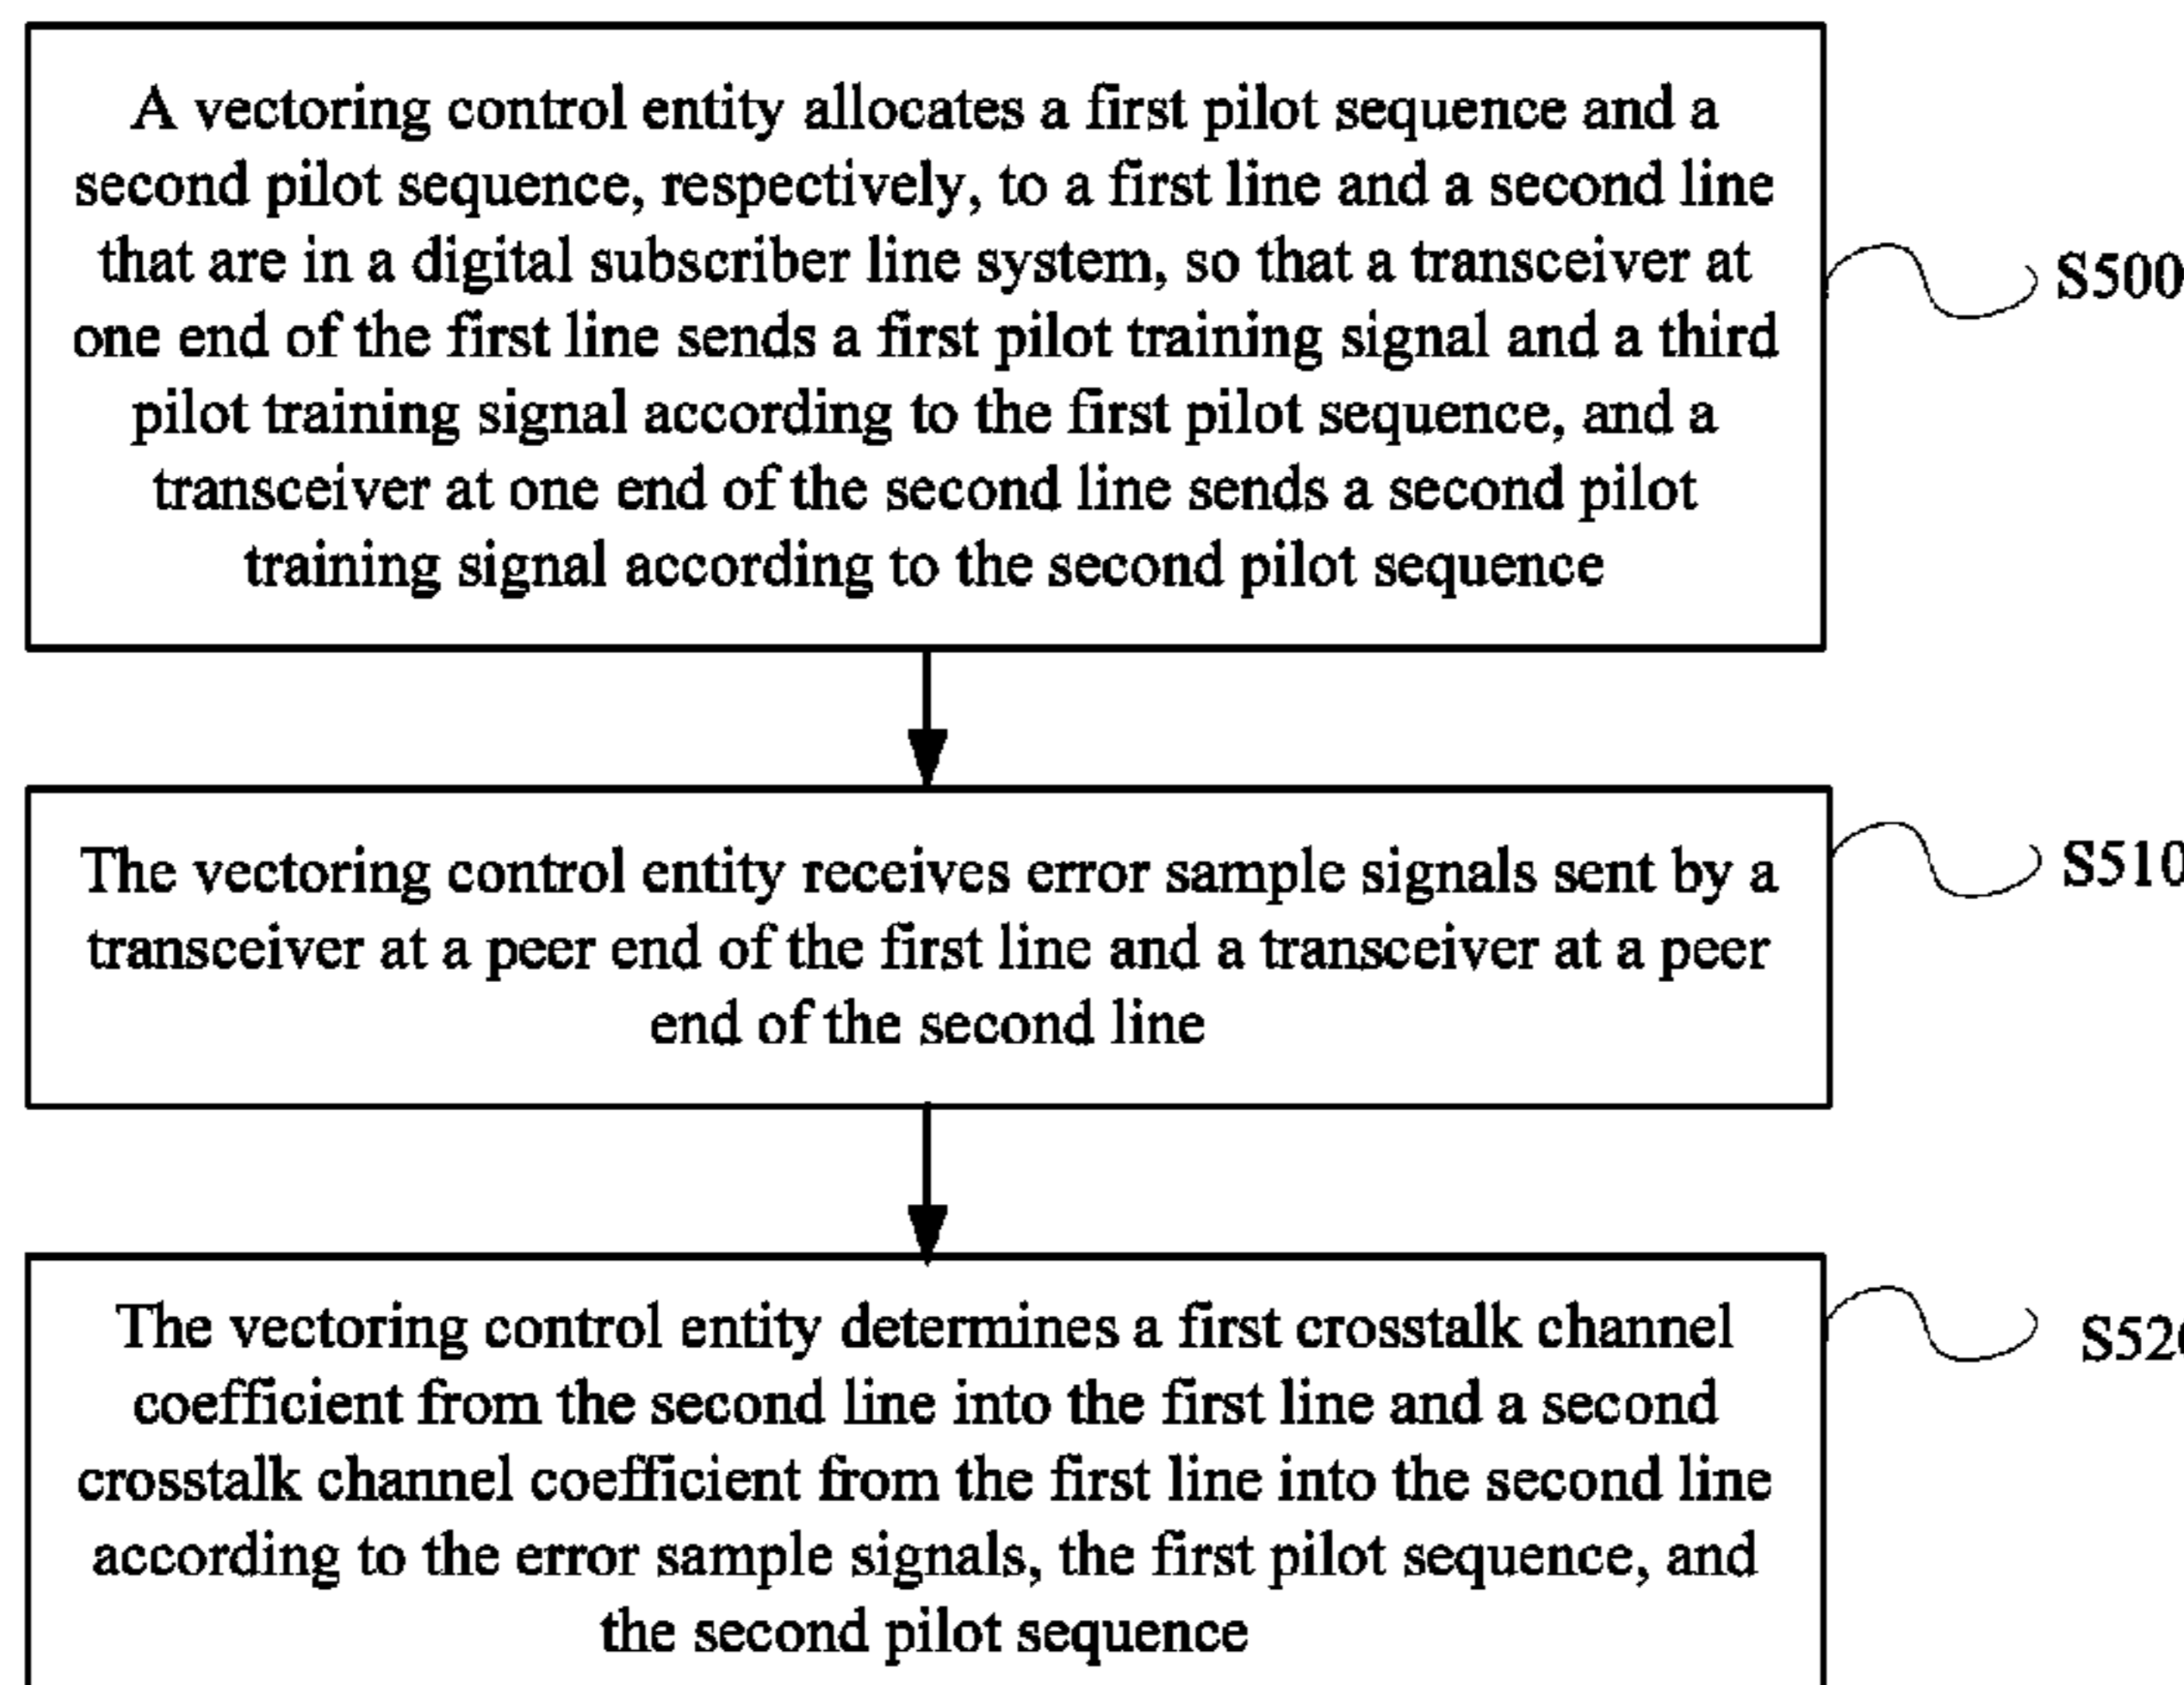 A vectoring control entity allocates a first pilot sequence and a
second pilot sequence, respectively, to a first line and a second line
that are in a digital subscriber line system, so that a transceiver at
one end of the first line sends a first pilot training signal and a third
pilot training signal according to the first pilot sequence, and a
transceiver at one end of the second line sends a second pilot
training signal according to the second pilot sequence
S500
The vectoring control entity receives error sample signals sent by a
transceiver at a peer end of the first line and a transceiver at a peer
end of the second line
S510
The vectoring control entity determines a first crosstalk channel
coefficient from the second line into the first line and a second
crosstalk channel coefficient from the first line into the second line
according to the error sample signals, the first pilot sequence, and
the second pilot sequence
S520